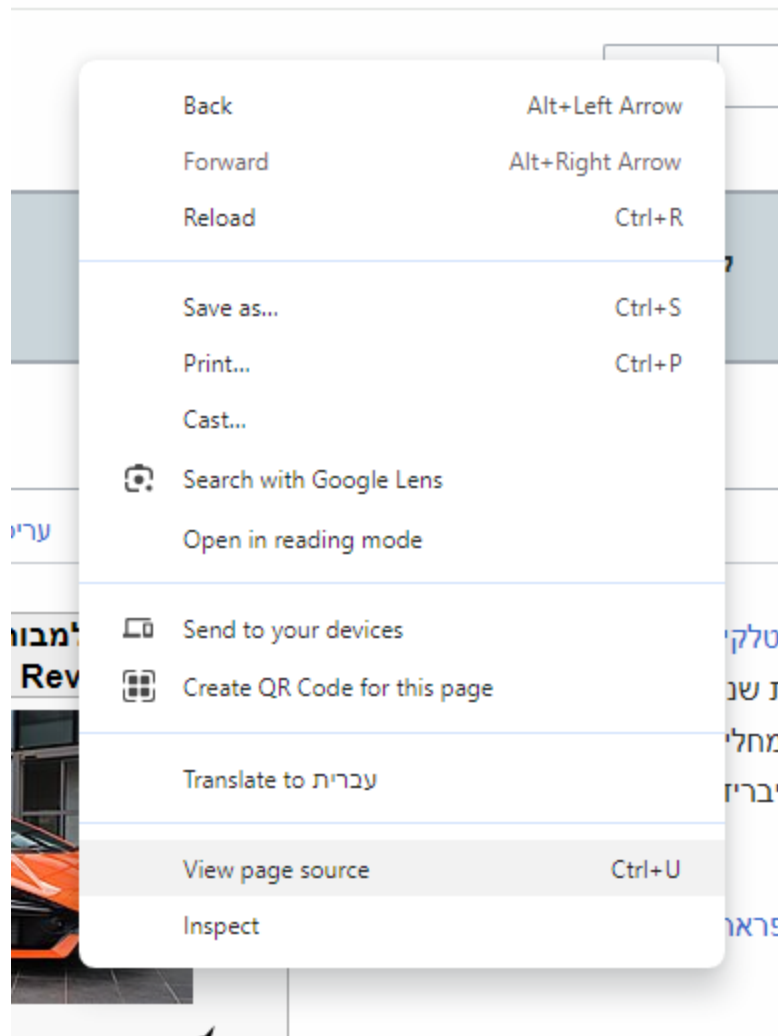 Back Alt+Left Arrow
Forward Alt+Right Arrow
Reload Ctrl+R
Save as... Ctrl+S
Print... Ctrl+P
Cast...
Search with Google Lens
Open in reading mode
Send to your devices
Rev
Create QR Code for this page
Translate to עברית
View page source Ctrl+U
Inspect